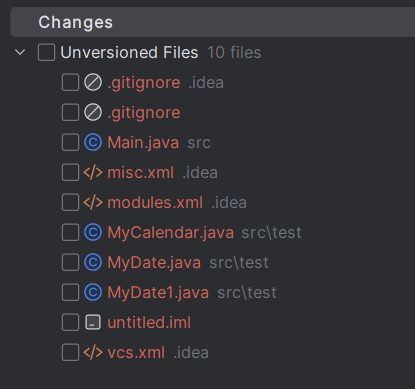 Changes
Unversioned Files 10 files
.gitignore .idea
.gitignore
Main.java src
misc.xml .idea
modules.xml .idea
MyCalendar.java src\test
MyDate.java src\test
MyDate1.java src\test
untitled.iml
vcs.xml .idea